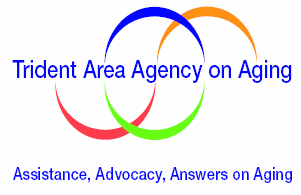 Trident Area Agency on Aging
Assistance, Advocacy, Answers on Aging